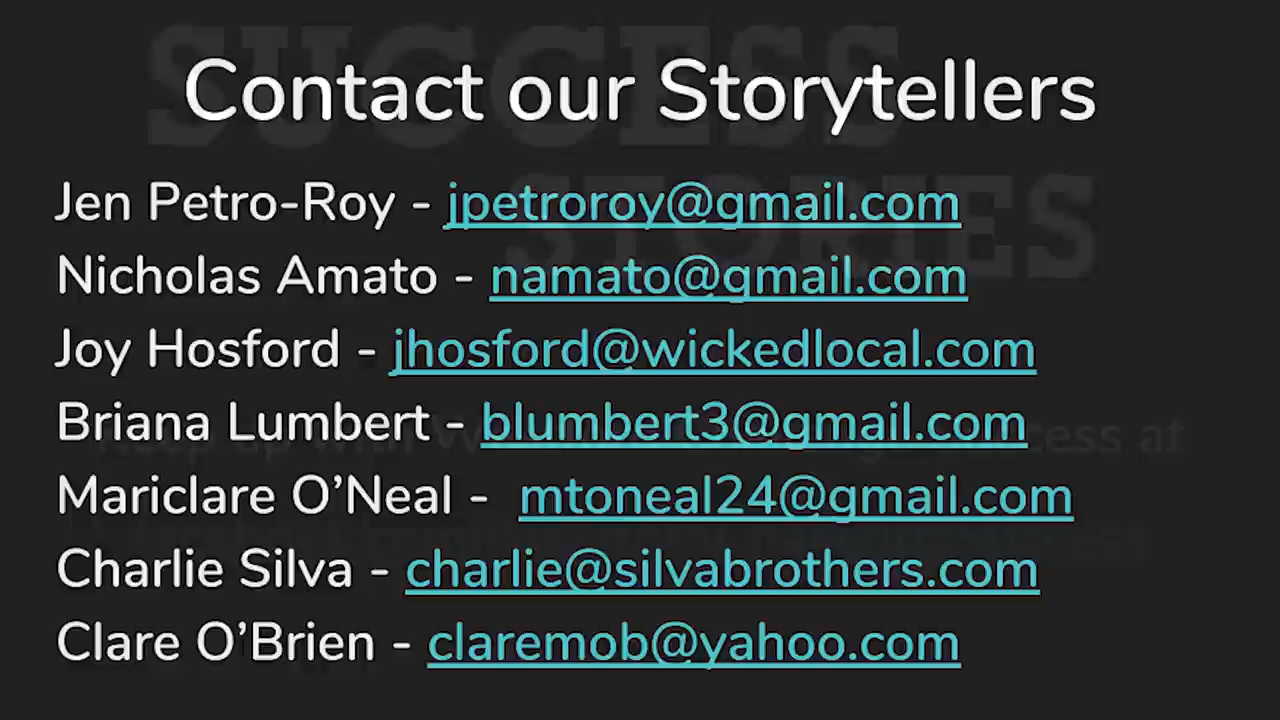 SUCCESS
Contact our Storytellers
STORIES
Jen Petro-Roy - jpetroroy@gmail.com
Nicholas Amato - namato@gmail.com
Joy Hosford - jhosford@wickedlocal.com
Briana Lumbert - blumbert3@gmail.com
Mariclare O’Neal - mtoneal24@gmail.com
Charlie Silva - charlie@silvabrothers.com
Clare O’Brien - claremob@yahoo.com